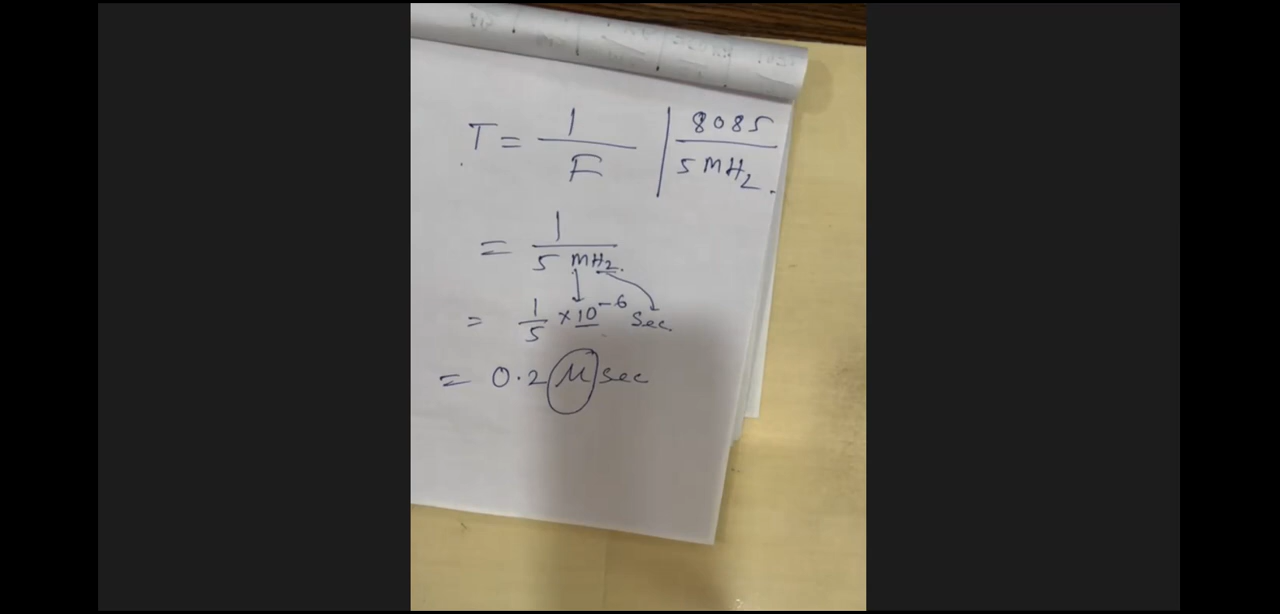 T = 1/F | 8085/5 MHz.
= 1/5 MHz.
= 1/5 × 10⁻⁶ Sec
= 0.2 μ sec